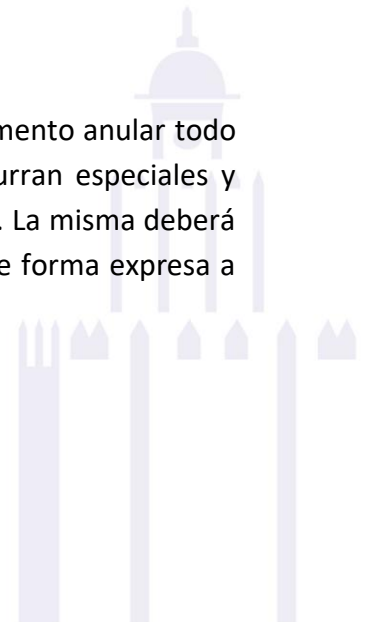 mento anular todo
urran especiales y
. La misma deberá
e forma expresa a